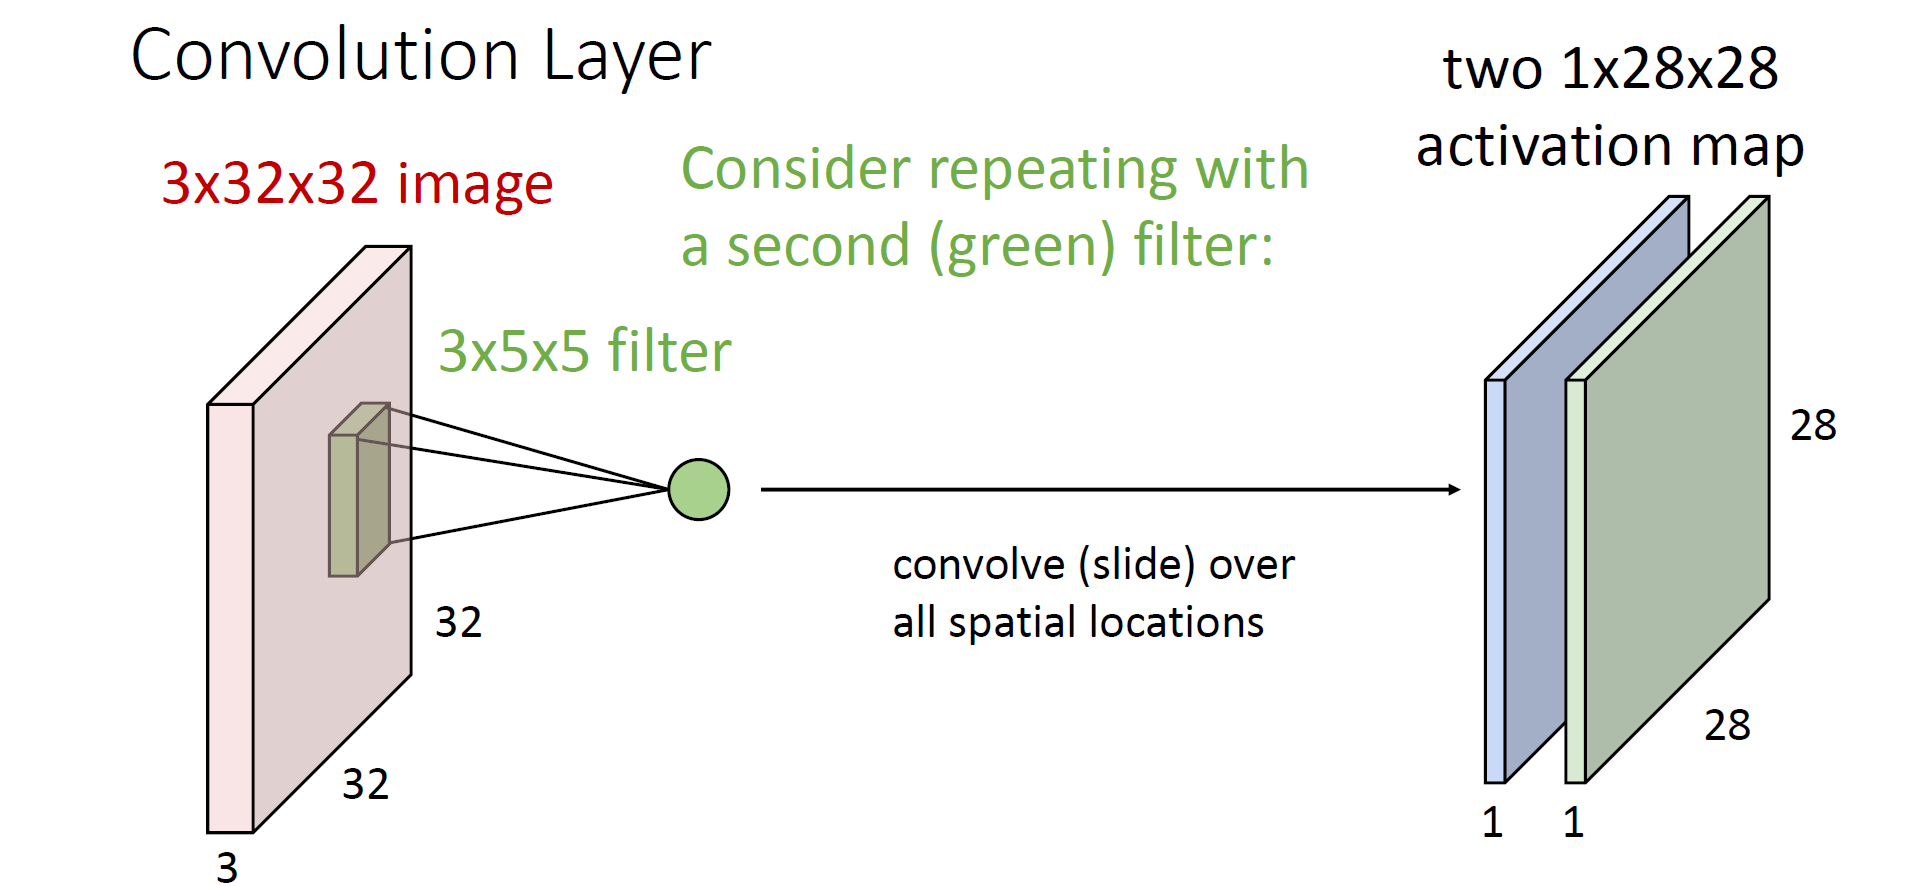 Convolution Layer
3x32x32 image
Consider repeating with
a second (green) filter:
two 1x28x28
activation map
3x5x5 filter
32
32
3
convolve (slide) over
all spatial locations
28
28
1
1